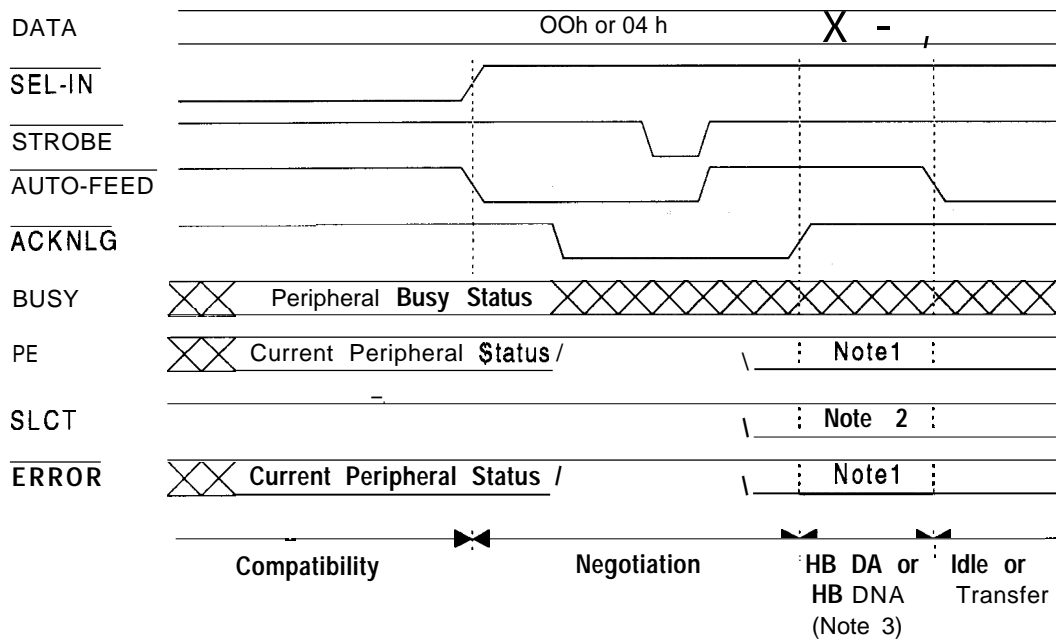 DATA OOh or 04 h X - ,
SEL-IN
STROBE
AUTO-FEED
ACKNLG
BUSY Peripheral Busy Status
PE Current Peripheral Status / \ Note1
SLCT \ Note 2
ERROR Current Peripheral Status / \ Note1
Compatibility Negotiation HB DA or Idle or
HB DNA Transfer
(Note 3)